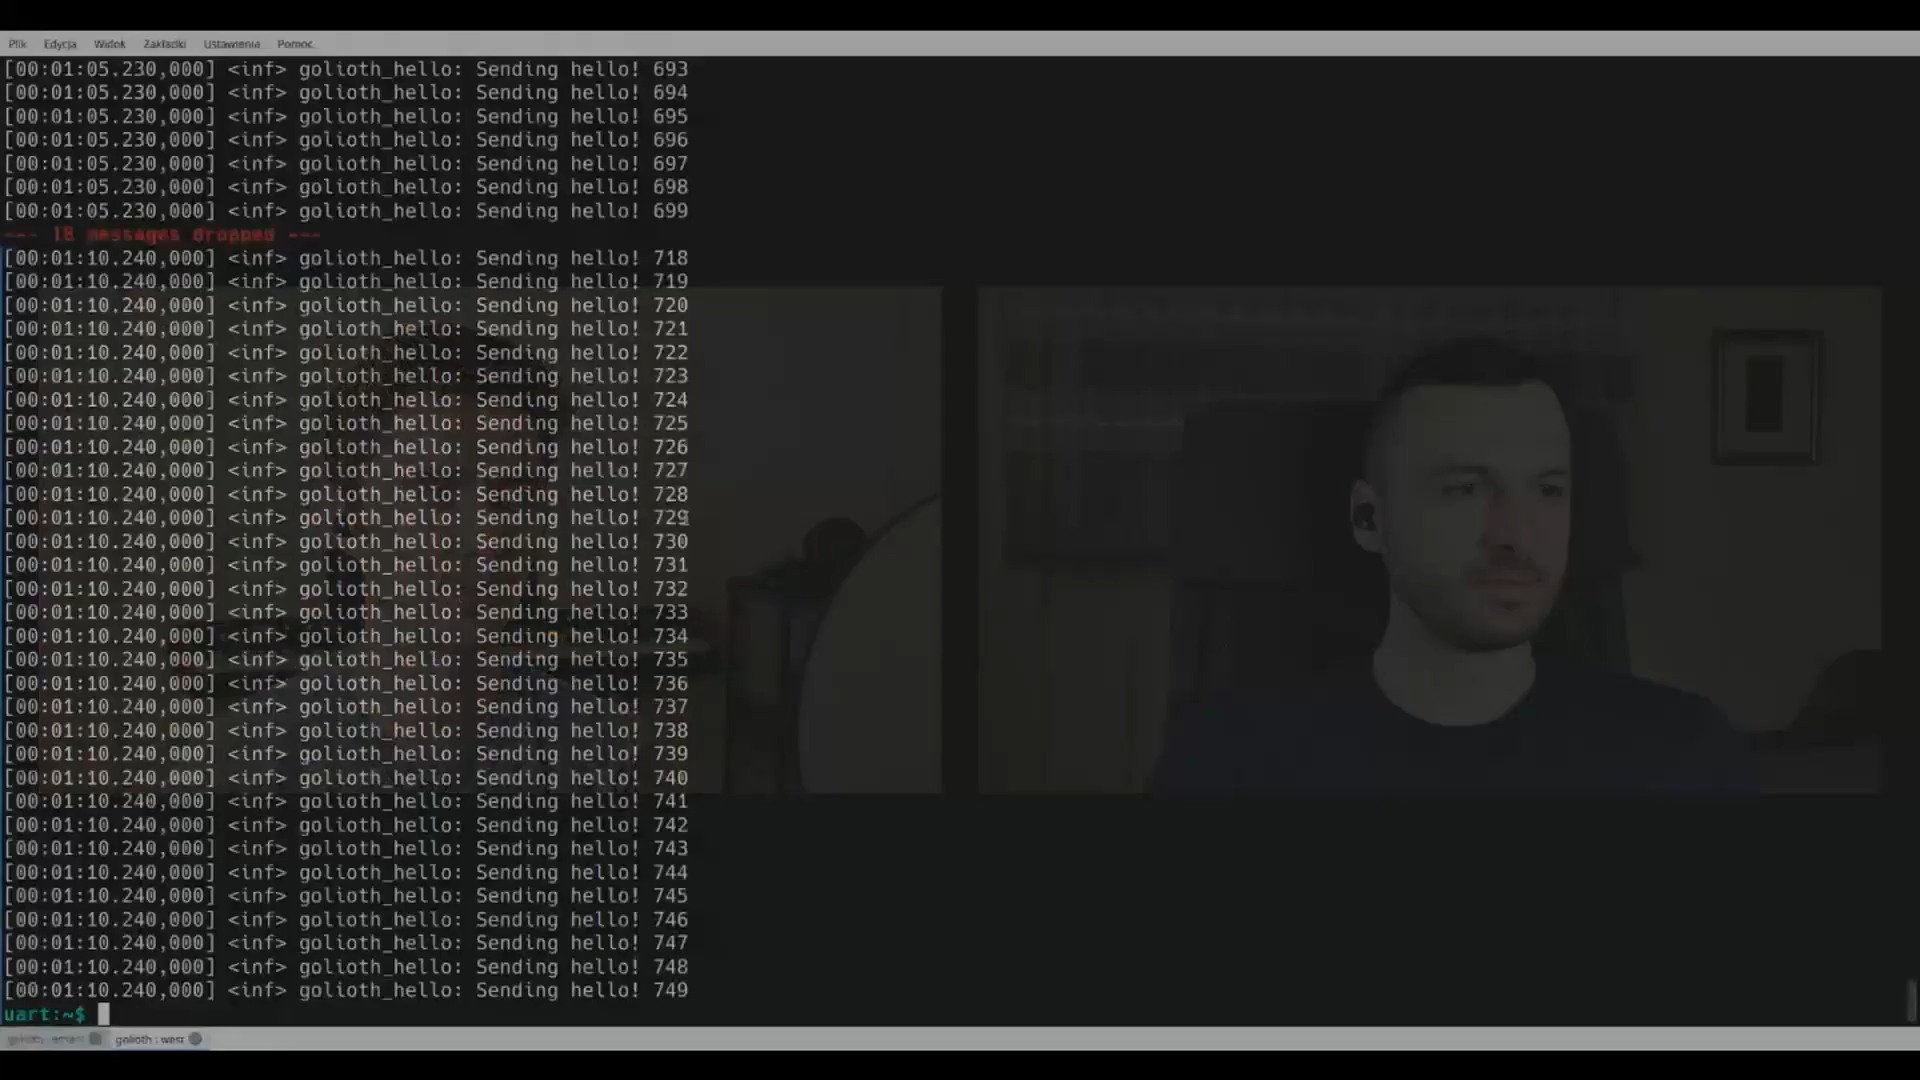 Plik Edycja Widok Zakładki Ustawienia Pomoc
[00:01:05.230,000] <inf> golioth_hello: Sending hello! 693
[00:01:05.230,000] <inf> golioth_hello: Sending hello! 694
[00:01:05.230,000] <inf> golioth_hello: Sending hello! 695
[00:01:05.230,000] <inf> golioth_hello: Sending hello! 696
[00:01:05.230,000] <inf> golioth_hello: Sending hello! 697
[00:01:05.230,000] <inf> golioth_hello: Sending hello! 698
[00:01:05.230,000] <inf> golioth_hello: Sending hello! 699
--- 18 messages dropped ---
[00:01:10.240,000] <inf> golioth_hello: Sending hello! 718
[00:01:10.240,000] <inf> golioth_hello: Sending hello! 719
[00:01:10.240,000] <inf> golioth_hello: Sending hello! 720
[00:01:10.240,000] <inf> golioth_hello: Sending hello! 721
[00:01:10.240,000] <inf> golioth_hello: Sending hello! 722
[00:01:10.240,000] <inf> golioth_hello: Sending hello! 723
[00:01:10.240,000] <inf> golioth_hello: Sending hello! 724
[00:01:10.240,000] <inf> golioth_hello: Sending hello! 725
[00:01:10.240,000] <inf> golioth_hello: Sending hello! 726
[00:01:10.240,000] <inf> golioth_hello: Sending hello! 727
[00:01:10.240,000] <inf> golioth_hello: Sending hello! 728
[00:01:10.240,000] <inf> golioth_hello: Sending hello! 729
[00:01:10.240,000] <inf> golioth_hello: Sending hello! 730
[00:01:10.240,000] <inf> golioth_hello: Sending hello! 731
[00:01:10.240,000] <inf> golioth_hello: Sending hello! 732
[00:01:10.240,000] <inf> golioth_hello: Sending hello! 733
[00:01:10.240,000] <inf> golioth_hello: Sending hello! 734
[00:01:10.240,000] <inf> golioth_hello: Sending hello! 735
[00:01:10.240,000] <inf> golioth_hello: Sending hello! 736
[00:01:10.240,000] <inf> golioth_hello: Sending hello! 737
[00:01:10.240,000] <inf> golioth_hello: Sending hello! 738
[00:01:10.240,000] <inf> golioth_hello: Sending hello! 739
[00:01:10.240,000] <inf> golioth_hello: Sending hello! 740
[00:01:10.240,000] <inf> golioth_hello: Sending hello! 741
[00:01:10.240,000] <inf> golioth_hello: Sending hello! 742
[00:01:10.240,000] <inf> golioth_hello: Sending hello! 743
[00:01:10.240,000] <inf> golioth_hello: Sending hello! 744
[00:01:10.240,000] <inf> golioth_hello: Sending hello! 745
[00:01:10.240,000] <inf> golioth_hello: Sending hello! 746
[00:01:10.240,000] <inf> golioth_hello: Sending hello! 747
[00:01:10.240,000] <inf> golioth_hello: Sending hello! 748
[00:01:10.240,000] <inf> golioth_hello: Sending hello! 749
uart:~$
golioth : west